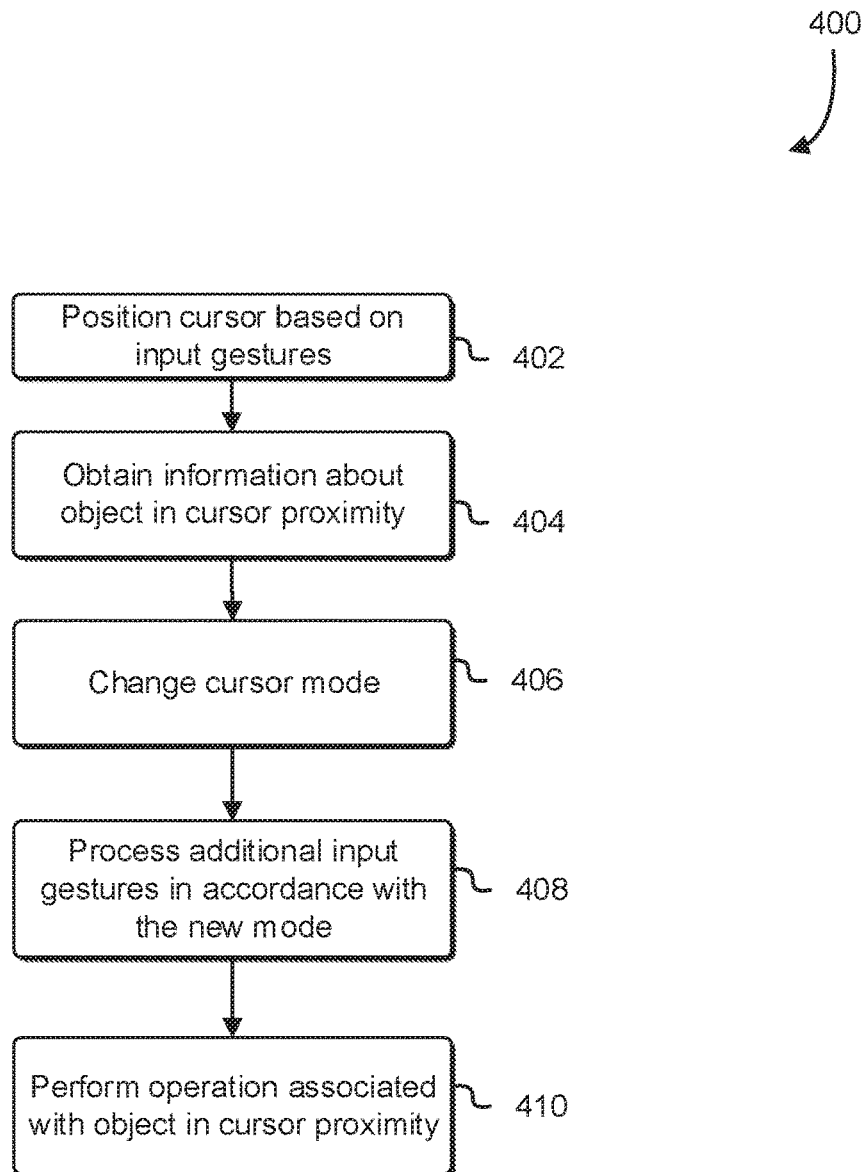 400
Position cursor based on
input gestures
402
Obtain information about
object in cursor proximity
404
Change cursor mode
406
Process additional input
gestures in accordance with
the new mode
408
Perform operation associated
with object in cursor proximity
410